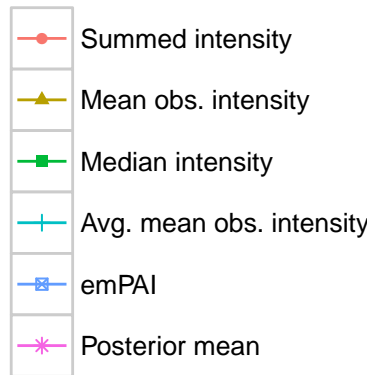 Summed intensity
Mean obs. intensity
Median intensity
Avg. mean obs. intensity
emPAI
Posterior mean